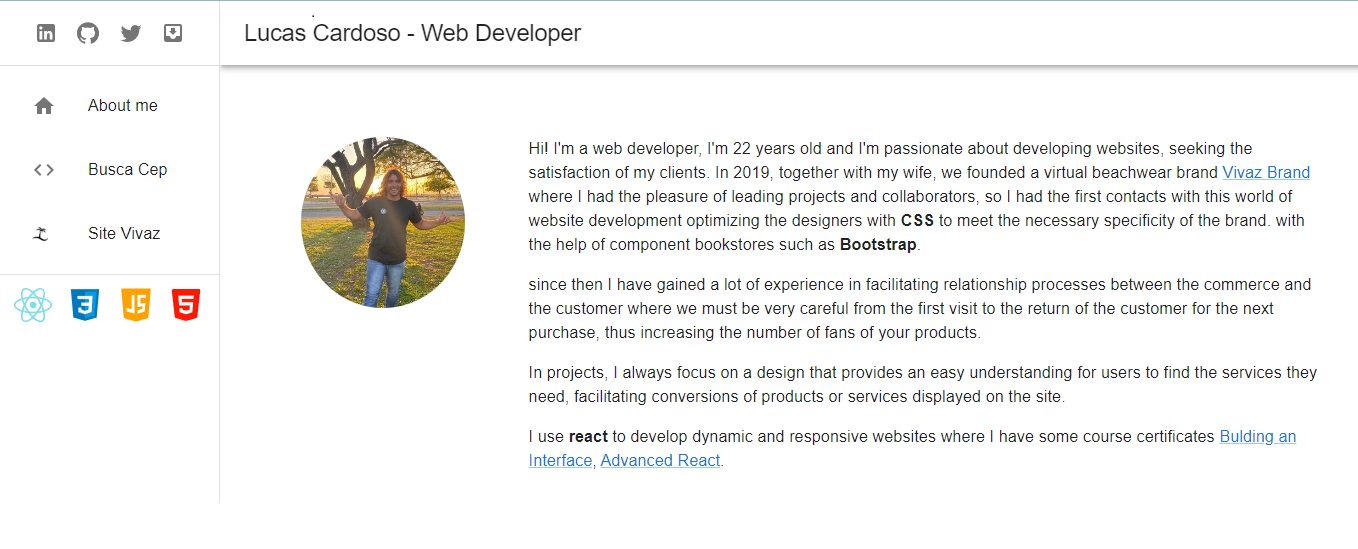 Lucas Cardoso - Web Developer
About me
Busca Cep
Site Vivaz
3
JS
5
Hi! I'm a web developer, I'm 22 years old and I'm passionate about developing websites, seeking the
satisfaction of my clients. In 2019, together with my wife, we founded a virtual beachwear brand Vivaz Brand
where I had the pleasure of leading projects and collaborators, so I had the first contacts with this world of
website development optimizing the designers with CSS to meet the necessary specificity of the brand. with
the help of component bookstores such as Bootstrap.
since then I have gained a lot of experience in facilitating relationship processes between the commerce and
the customer where we must be very careful from the first visit to the return of the customer for the next
purchase, thus increasing the number of fans of your products.
In projects, I always focus on a design that provides an easy understanding for users to find the services they
need, facilitating conversions of products or services displayed on the site.
I use react to develop dynamic and responsive websites where I have some course certificates Bulding an
Interface, Advanced React.